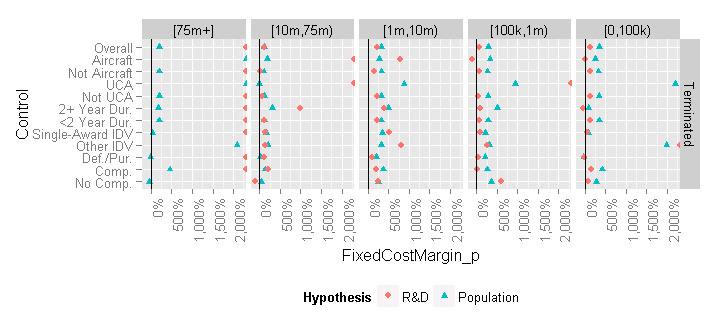 [75m+] [10m,75m) [1m,10m) [100k,1m) [0,100k)
Overall
Aircraft
Not Aircraft
UCA
Not UCA
2+ Year Dur.
<2 Year Dur.
Single-Award IDV
Other IDV
Def./Pur.
Comp.
No Comp.
Control
Terminated
0% 500% 1,000% 1,500% 2,000% 0% 500% 1,000% 1,500% 2,000% 0% 500% 1,000% 1,500% 2,000% 0% 500% 1,000% 1,500% 2,000% 0% 500% 1,000% 1,500% 2,000%
FixedCostMargin_p
Hypothesis R&D Population